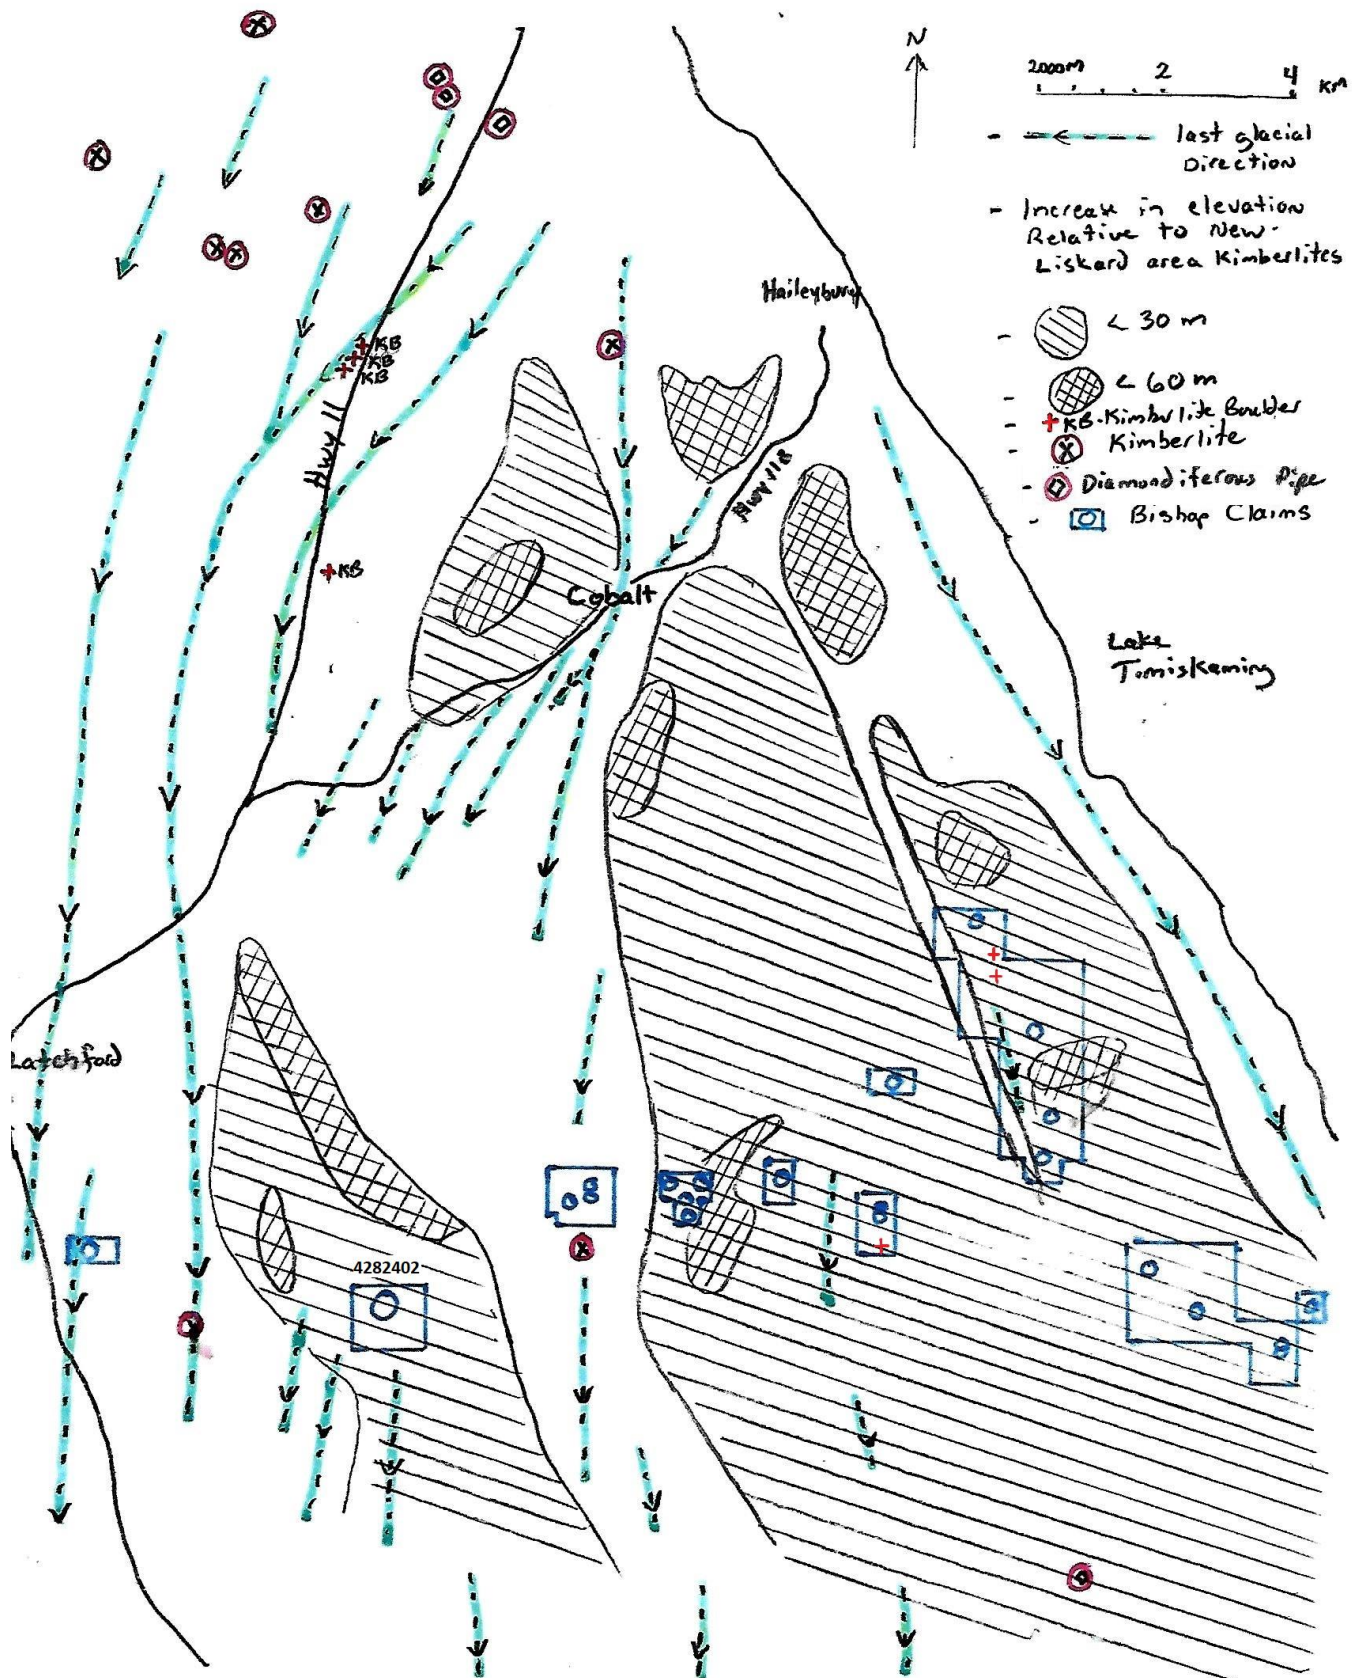 N
2000m 2 4 Km
- last glacial
Direction
- Increase in elevation
Relative to New-
Liskard area Kimberlites
- < 30 m
- < 60 m
- + KB-Kimberlite Boulder
- Kimberlite
- Diamondiferous Pipe
- Bishop Claims
Haileybury
KB
KB
KB
Hwy 11
Hwy 11B
KB
Cobalt
Lake
Timiskaming
Latchford
4282402